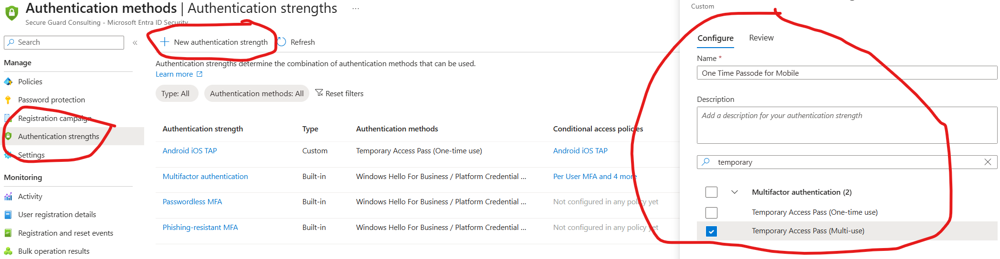 Authentication methods | Authentication strengths ...
Secure Guard Consulting - Microsoft Entra ID Security
Search «
Manage
Policies
Password protection
Registration campaign
Authentication strengths
Settings
Monitoring
Activity
User registration details
Registration and reset events
Bulk operation results
New authentication strength Refresh
Authentication strengths determine the combination of authentication methods that can be used.
Learn more
Type: All Authentication methods: All Reset filters
Authentication strength Type Authentication methods Conditional access policies
Android iOS TAP Custom Temporary Access Pass (One-time use) Android iOS TAP
Multifactor authentication Built-in Windows Hello For Business / Platform Credential ... Per User MFA and 4 more
Passwordless MFA Built-in Windows Hello For Business / Platform Credential ... Not configured in any policy yet
Phishing-resistant MFA Built-in Windows Hello For Business / Platform Credential ... Not configured in any policy yet
Custom
Configure Review
Name *
One Time Passode for Mobile
Description
Add a description for your authentication strength
temporary
Multifactor authentication (2)
Temporary Access Pass (One-time use)
Temporary Access Pass (Multi-use)